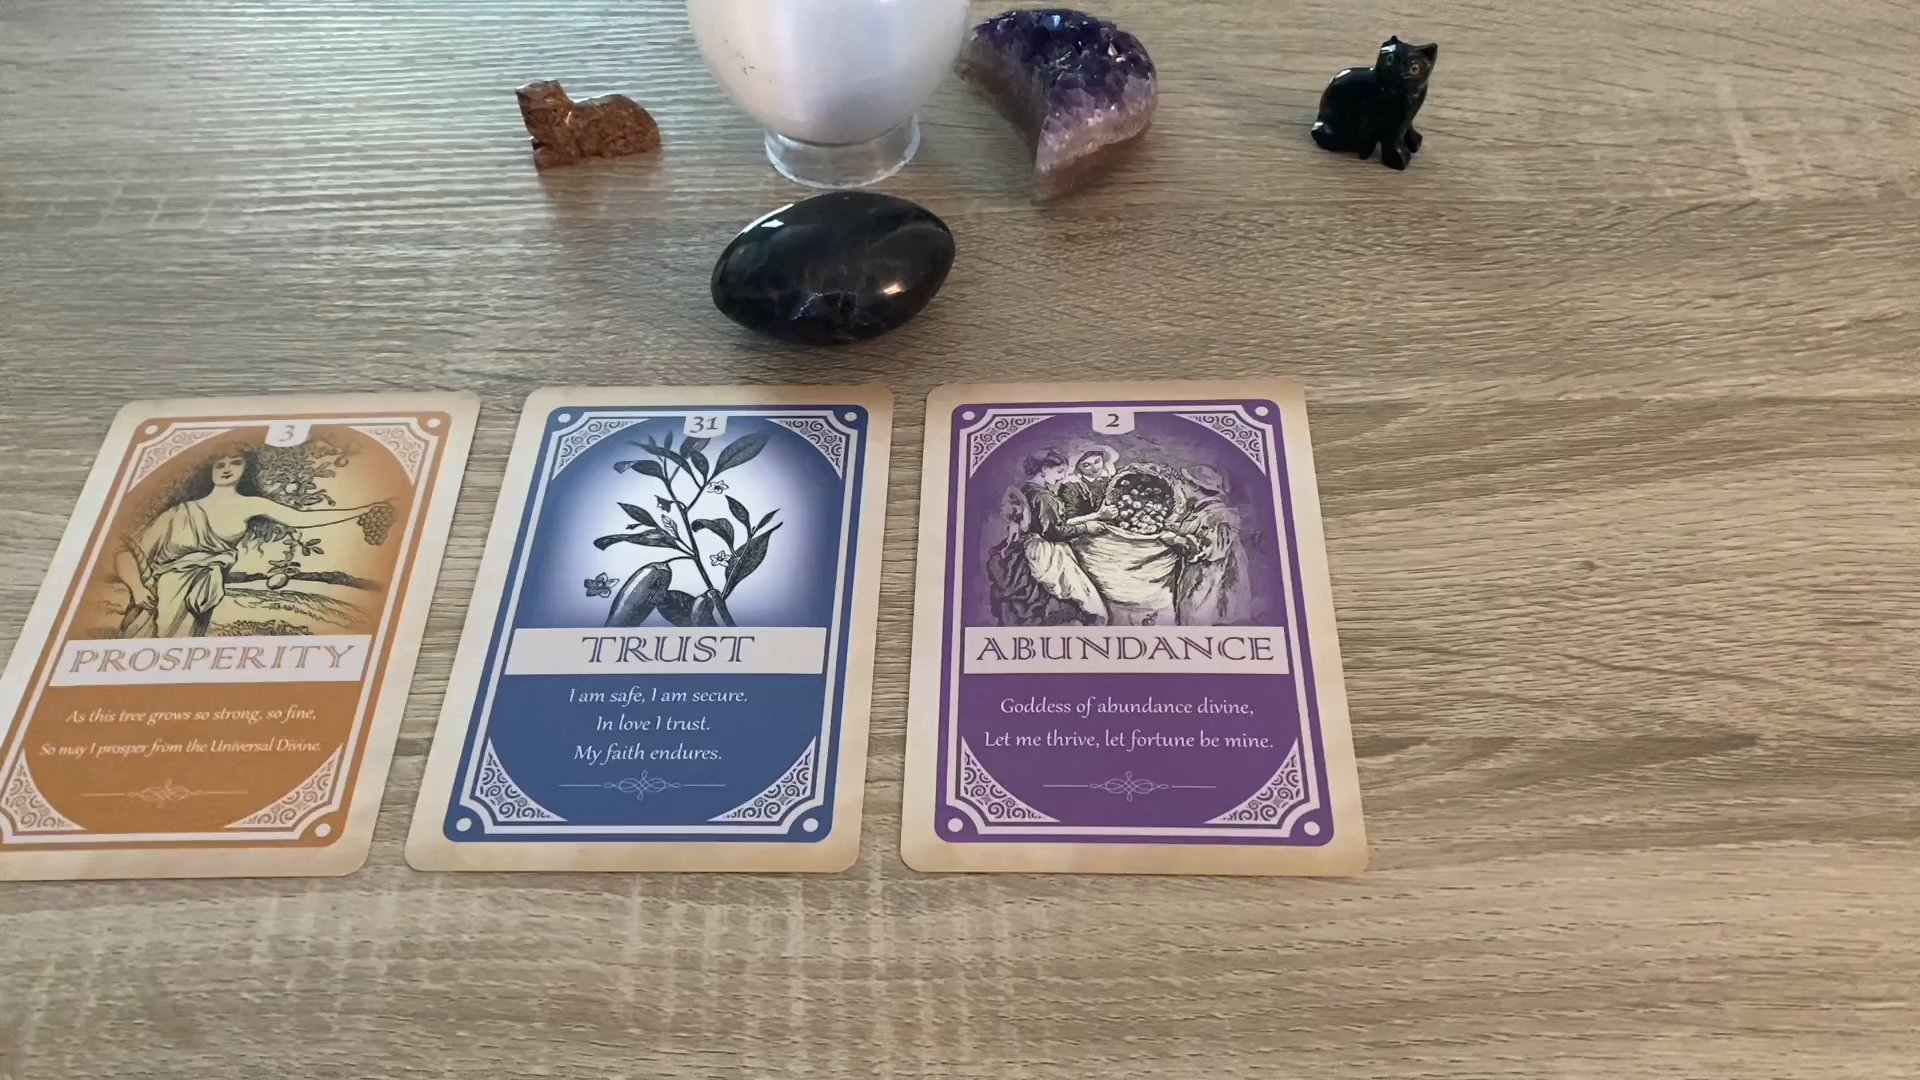 3
PROSPERITY
As this tree grows so strong, so fine,
So may I prosper from the Universal Divine.
31
TRUST
I am safe, I am secure.
In love I trust.
My faith endures.
2
ABUNDANCE
Goddess of abundance divine,
Let me thrive, let fortune be mine.